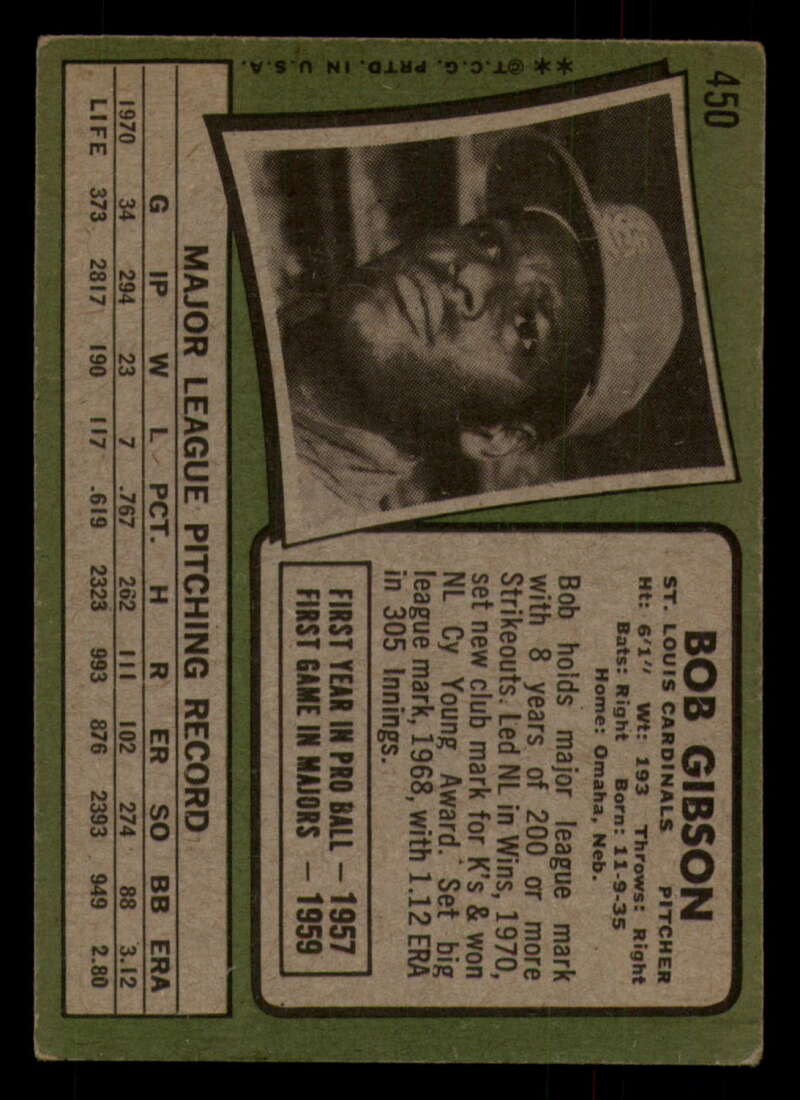 450
**©T.C.G. PRTD. IN U.S.A.
BOB GIBSON
ST. LOUIS CARDINALS PITCHER
Ht: 6'1" Wt: 193 Throws: Right
Bats: Right Born: 11-9-35
Home: Omaha, Neb.
Bob holds major league mark
with 8 years of 200 or more
Strikeouts. Led NL in Wins, 1970,
set new club mark for K's & won
NL Cy Young Award. Set big
league mark, 1968, with 1.12 ERA
in 305 Innings.
FIRST YEAR IN PRO BALL — 1957
FIRST GAME IN MAJORS — 1959
MAJOR LEAGUE PITCHING RECORD
G IP W L PCT. H R ER SO BB ERA
1970 34 294 23 7 .767 262 111 102 274 88 3.12
LIFE 373 2817 190 117 .619 2323 993 876 2393 949 2.80